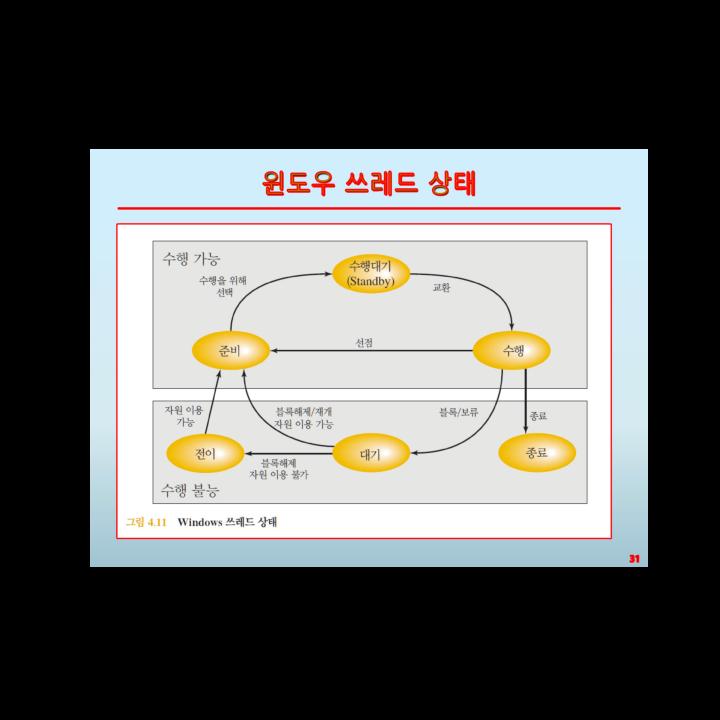 윈도우 쓰레드 상태
수행 가능
수행대기
(Standby)
수행을 위해
선택
교환
준비
선점
수행
자원 이용
가능
블록해제/재개
자원 이용 가능
블록/보류
종료
전이
대기
종료
블록해제
자원 이용 불가
수행 불능
그림 4.11 Windows 쓰레드 상태
31